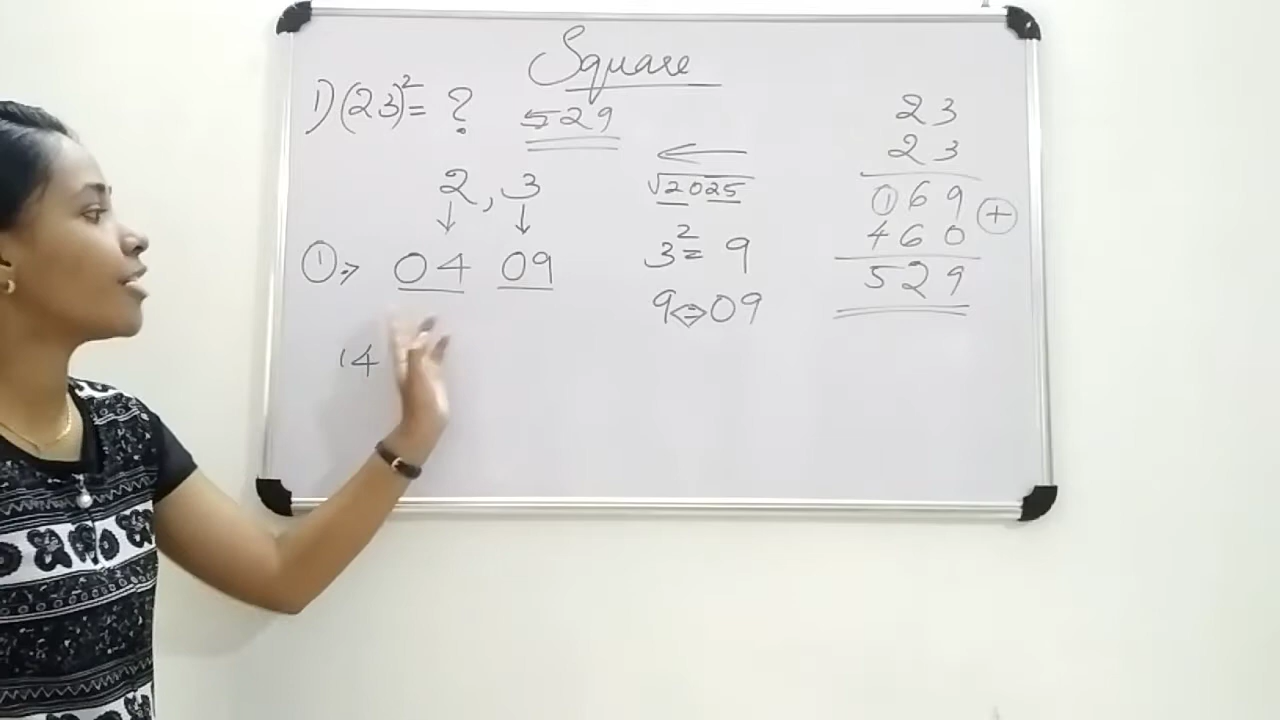 Square
1) (23)² = ? 529
2, 3
↓ ↓
① => 04 09
14
←
√2025
3² = 9
9 <=> 09
23
23
①69
460 +
529